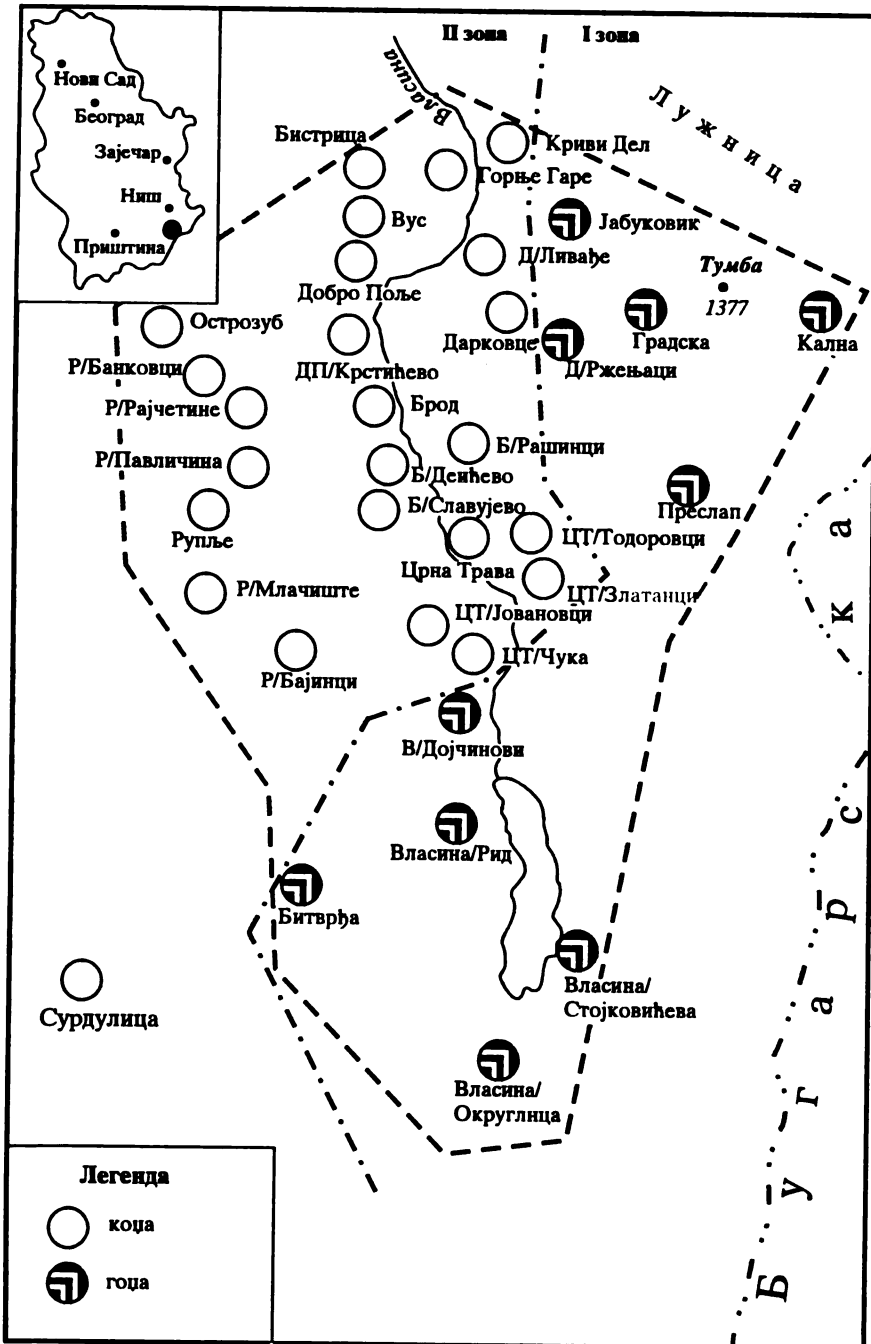 II зона
I зона
Нови Сад
Београд
Зајечар
Ниш
Приштина
Власина
Лужница
Бистрица
Криви Дел
Горње Гаре
Вус
Јабуковик
Д/Ливађе
Тумба
1377
Добро Поље
Острозуб
Дарковце
Градска
Кална
Р/Банковци
ДП/Крстићево
Д/Ржењаци
Р/Рајчетине
Брод
Б/Рашинци
Р/Павличина
Б/Деићево
Б/Славујево
Преслап
Рупље
Црна Трава
ЦТ/Тодоровци
Р/Млачиште
ЦТ/Златанци
ЦТ/Јовановци
Р/Бајинци
ЦТ/Чука
В/Дојчинови
Власина/Рид
Битврђа
Власина/
Стојковићева
Сурдулица
Власина/
Округлица
Бугарска
Легенда
коџа
гоџа